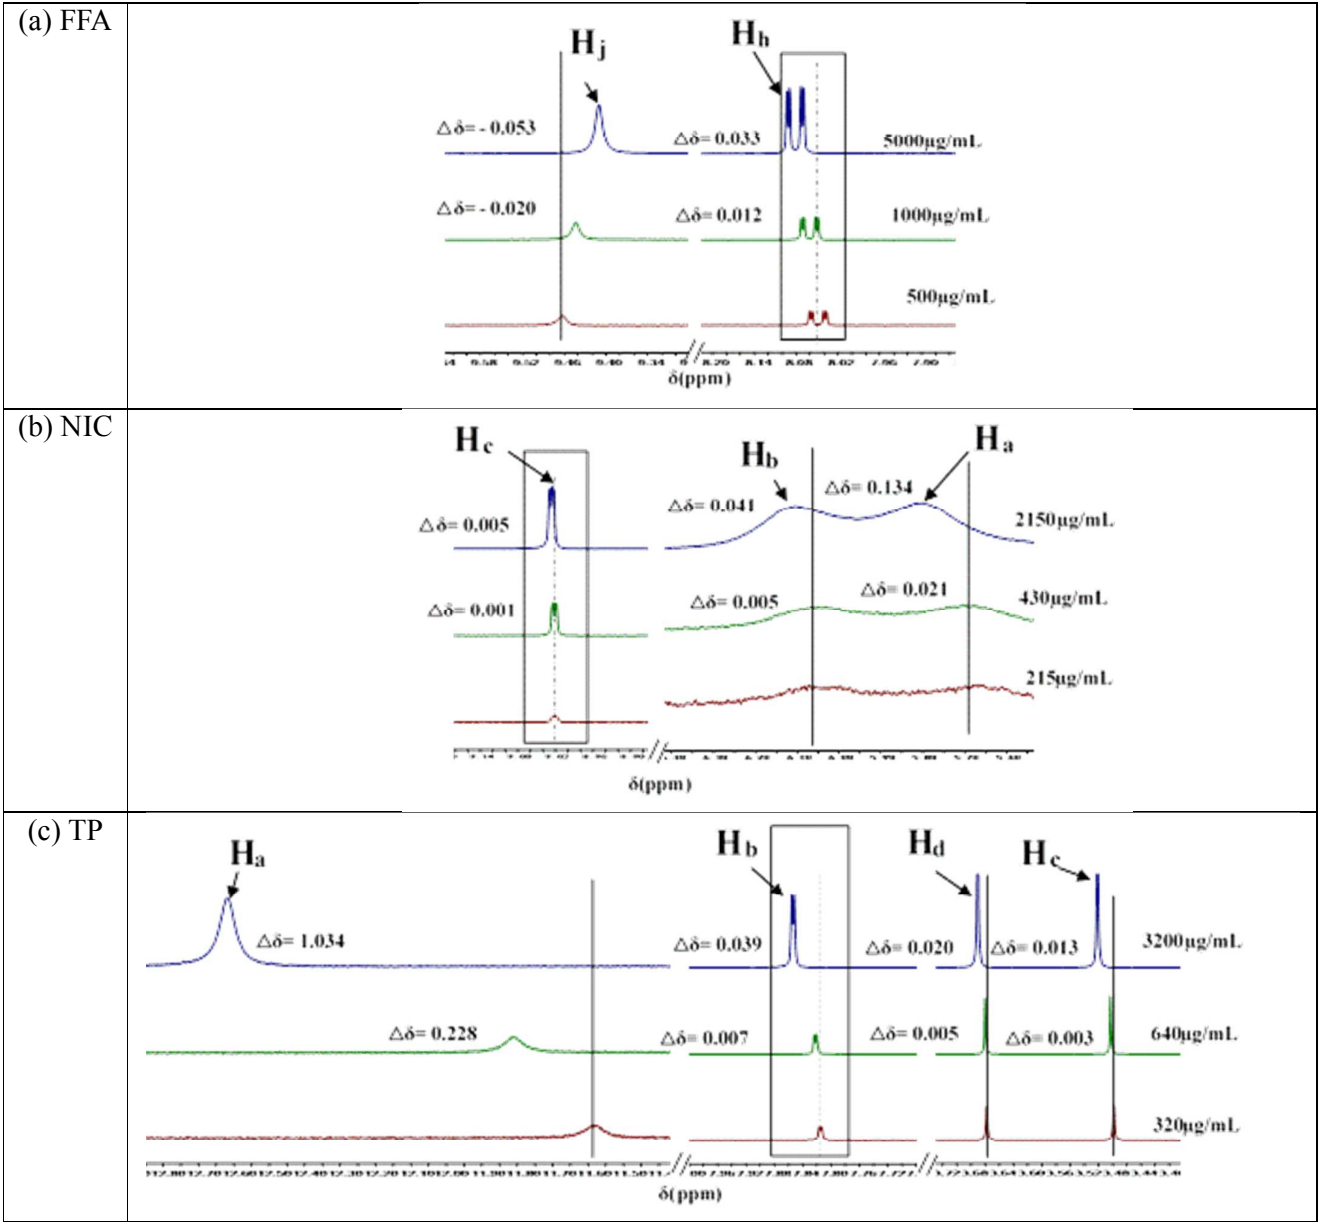 (a) FFA
Hj
Hh
△δ= - 0.053
△δ= 0.033
5000μg/mL
△δ= - 0.020
△δ= 0.012
1000μg/mL
500μg/mL
δ(ppm)
(b) NIC
Hc
Hb
Ha
△δ= 0.005
△δ= 0.041
△δ= 0.134
2150μg/mL
△δ= 0.001
△δ= 0.005
△δ= 0.021
430μg/mL
215μg/mL
δ(ppm)
(c) TP
Ha
Hb
Hd
Hc
△δ= 1.034
△δ= 0.039
△δ= 0.020
△δ= 0.013
3200μg/mL
△δ= 0.228
△δ= 0.007
△δ= 0.005
△δ= 0.003
640μg/mL
320μg/mL
δ(ppm)